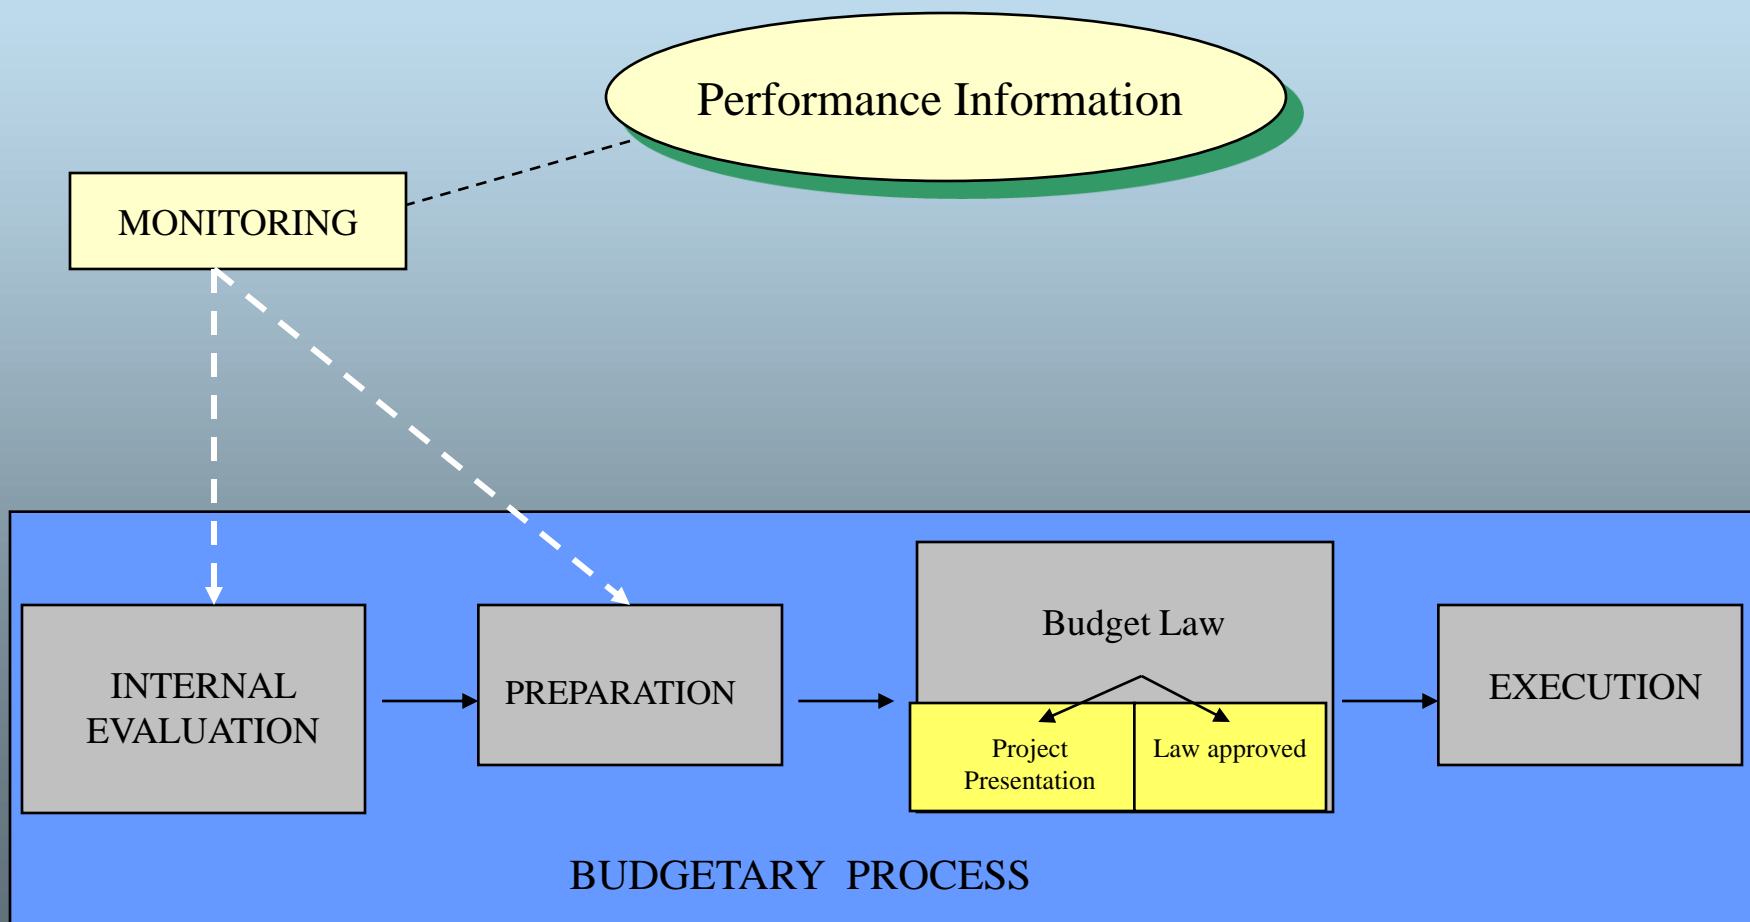 Performance Information
MONITORING
INTERNAL
EVALUATION
PREPARATION
Budget Law
Project
Presentation
Law approved
EXECUTION
BUDGETARY PROCESS